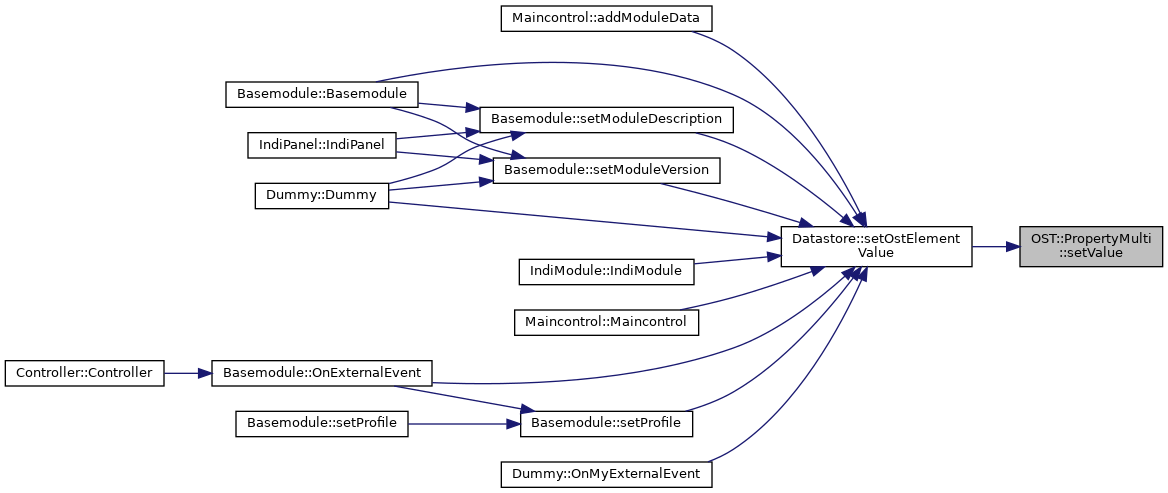 Maincontrol::addModuleData
Basemodule::Basemodule
Basemodule::setModuleDescription
IndiPanel::IndiPanel
Basemodule::setModuleVersion
Dummy::Dummy
Datastore::setOstElement
Value
OST::PropertyMulti
::setValue
IndiModule::IndiModule
Maincontrol::Maincontrol
Controller::Controller
Basemodule::OnExternalEvent
Basemodule::setProfile
Basemodule::setProfile
Dummy::OnMyExternalEvent